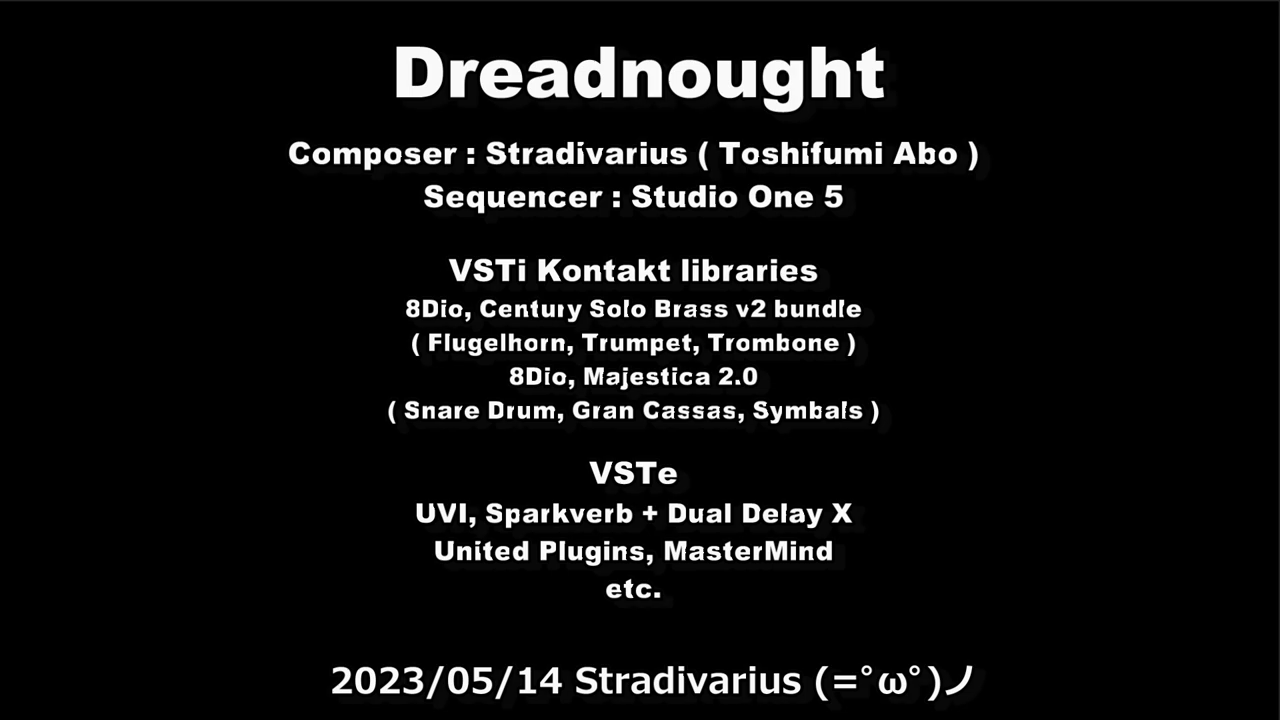 Dreadnought
Composer : Stradivarius ( Toshifumi Abo )
Sequencer : Studio One 5
VSTi Kontakt libraries
8Dio, Century Solo Brass v2 bundle
( Flugelhorn, Trumpet, Trombone )
8Dio, Majestica 2.0
( Snare Drum, Gran Cassas, Symbals )
VSTe
UVI, Sparkverb + Dual Delay X
United Plugins, MasterMind
etc.
2023/05/14 Stradivarius (=ﾟωﾟ)ノ